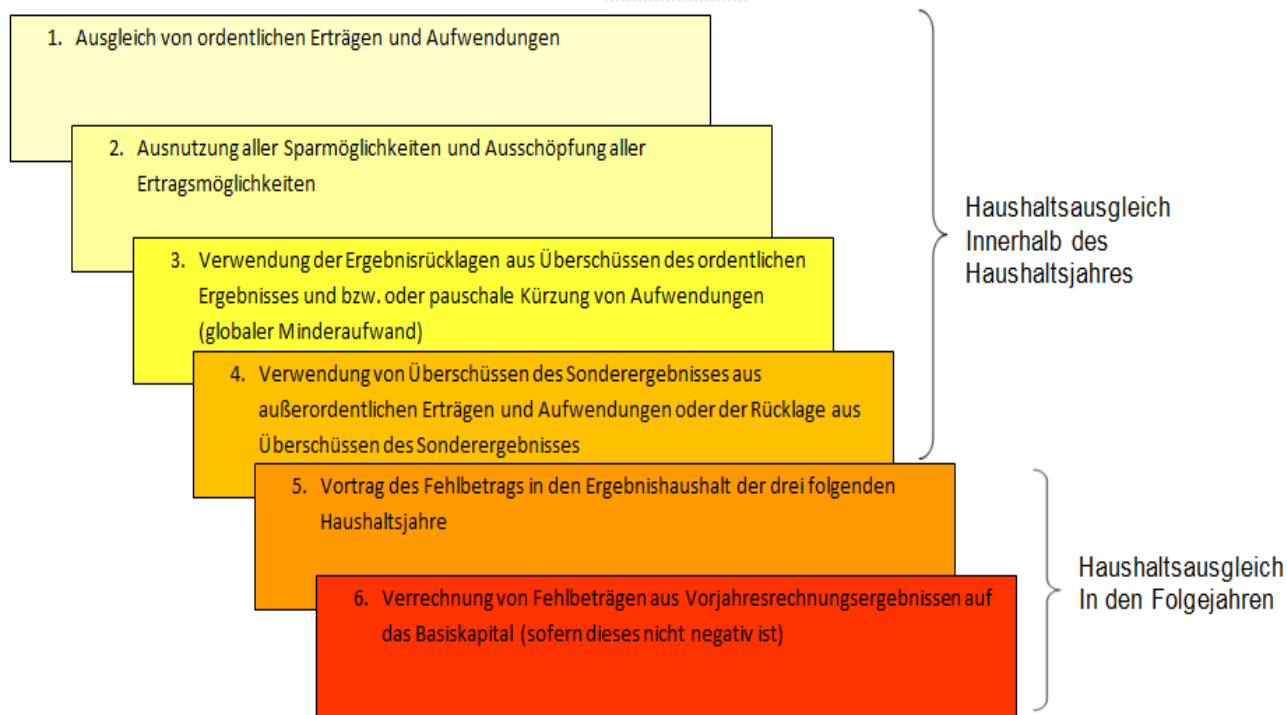 1. Ausgleich von ordentlichen Erträgen und Aufwendungen
2. Ausnutzung aller Sparmöglichkeiten und Ausschöpfung aller
Ertragsmöglichkeiten
3. Verwendung der Ergebnisrücklagen aus Überschüssen des ordentlichen
Ergebnisses und bzw. oder pauschale Kürzung von Aufwendungen
(globaler Minderaufwand)
4. Verwendung von Überschüssen des Sonderergebnisses aus
außerordentlichen Erträgen und Aufwendungen oder der Rücklage aus
Überschüssen des Sonderergebnisses
Haushaltsausgleich
Innerhalb des
Haushaltsjahres
5. Vortrag des Fehlbetrags in den Ergebnishaushalt der drei folgenden
Haushaltsjahre
6. Verrechnung von Fehlbeträgen aus Vorjahresrechnungsergebnissen auf
das Basiskapital (sofern dieses nicht negativ ist)
Haushaltsausgleich
In den Folgejahren